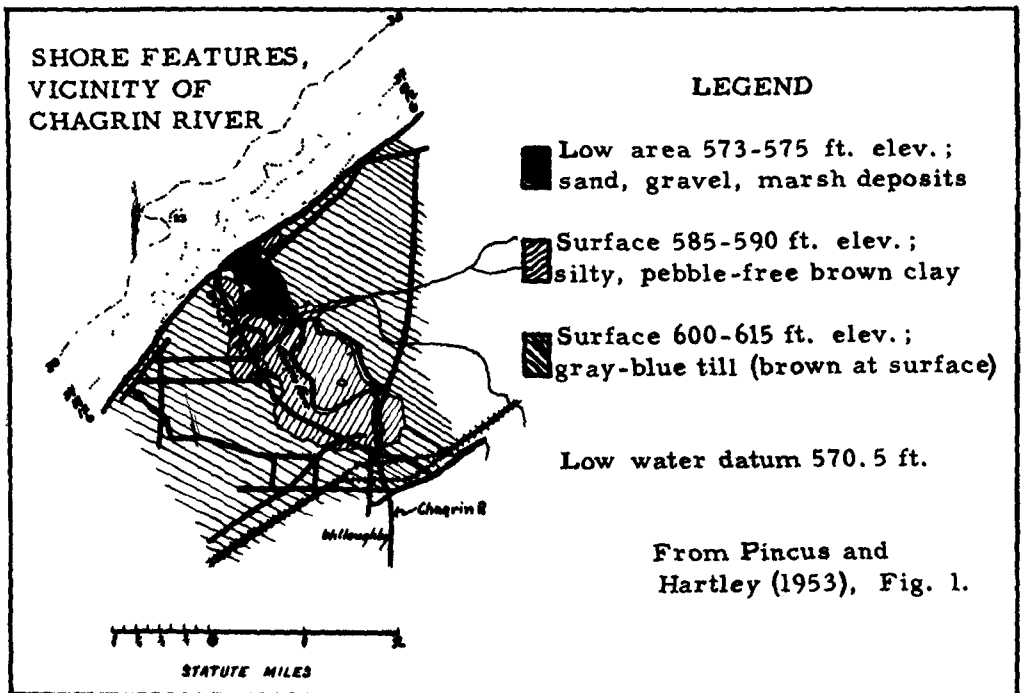 SHORE FEATURES,
VICINITY OF
CHAGRIN RIVER
LEGEND
Low area 573-575 ft. elev.;
sand, gravel, marsh deposits
Surface 585-590 ft. elev.;
silty, pebble-free brown clay
Surface 600-615 ft. elev.;
gray-blue till (brown at surface)
Low water datum 570.5 ft.
From Pincus and
Hartley (1953), Fig. 1.
Chagrin R
Willoughby
STATUTE MILES